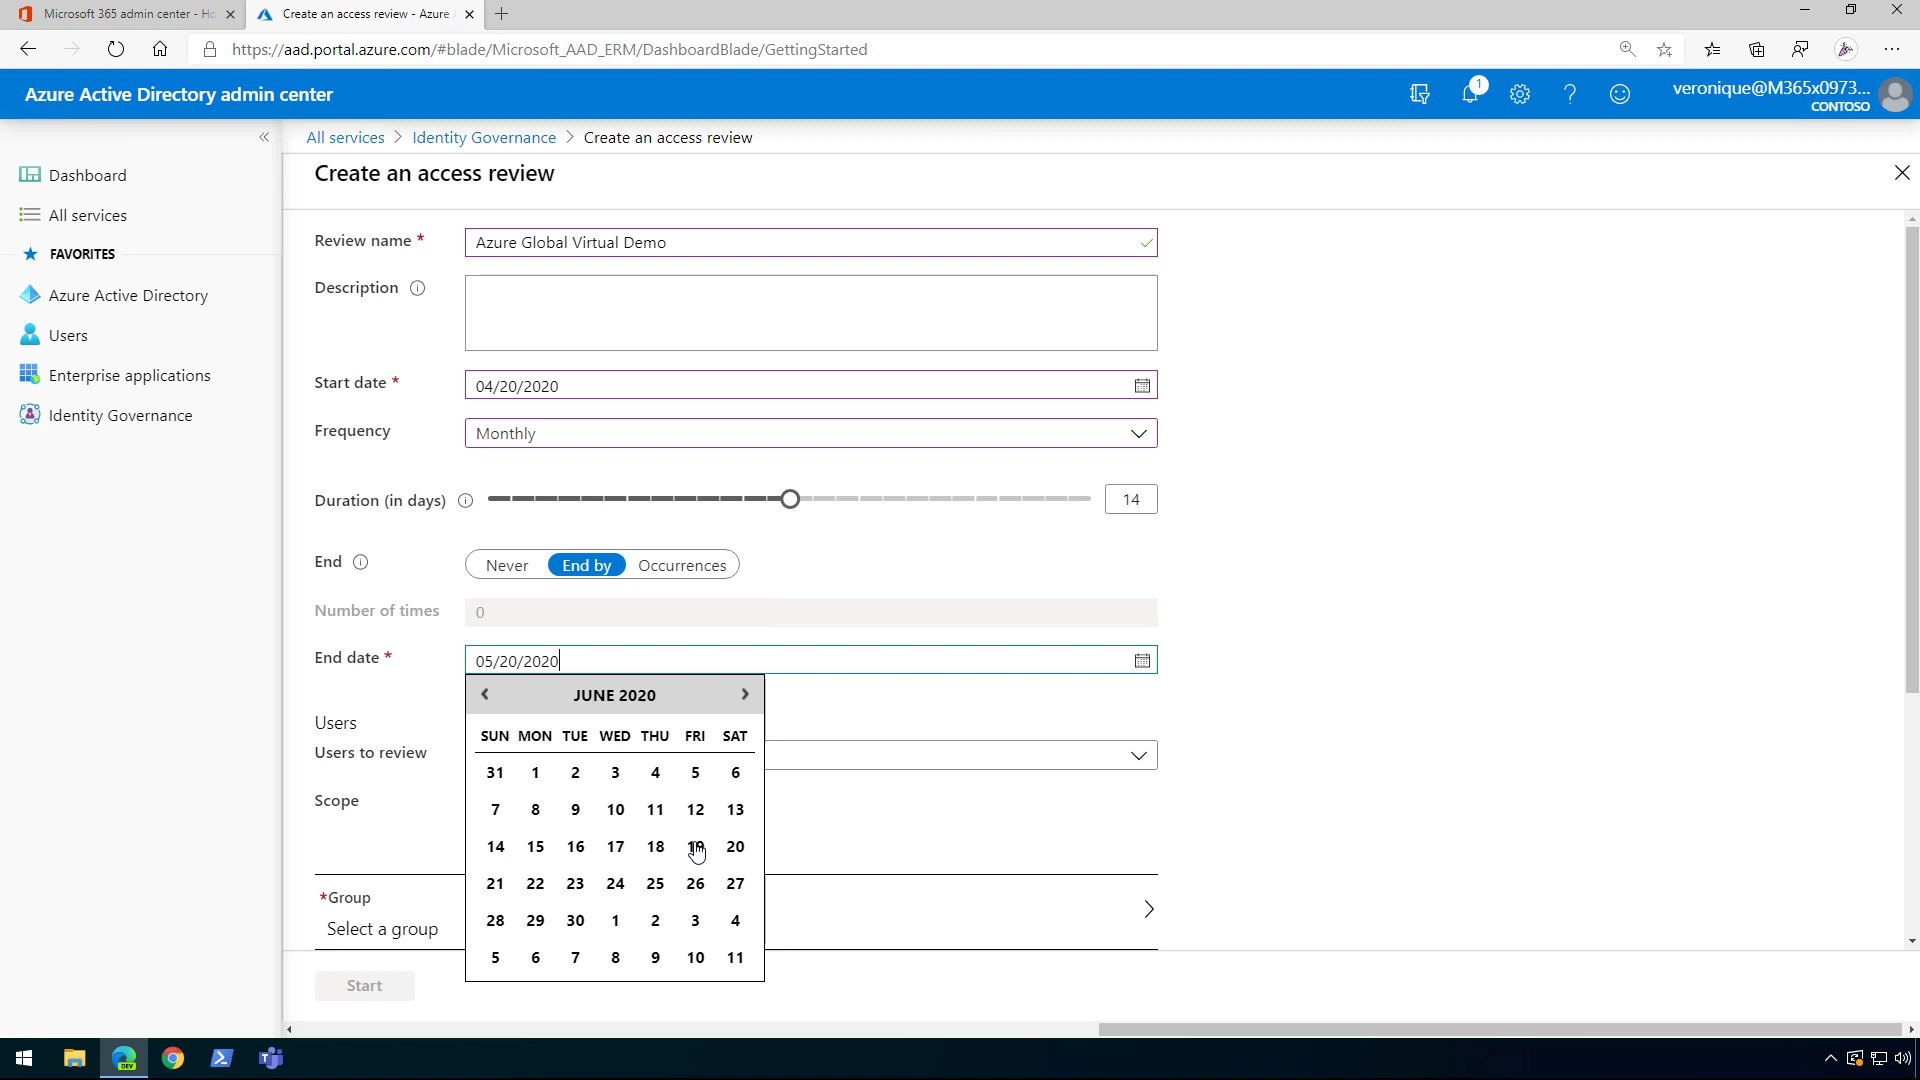 Microsoft 365 admin center - Ho
Create an access review - Azure A
https://aad.portal.azure.com/#blade/Microsoft_AAD_ERM/DashboardBlade/GettingStarted
Azure Active Directory admin center
1
veronique@M365x0973...
CONTOSO
All services > Identity Governance > Create an access review
Create an access review
Dashboard
All services
FAVORITES
Azure Active Directory
Users
Enterprise applications
Identity Governance
Review name *
Azure Global Virtual Demo
Description
Start date *
04/20/2020
Frequency
Monthly
Duration (in days)
14
End
Never End by Occurrences
Number of times
0
End date *
05/20/2020
JUNE 2020
SUN MON TUE WED THU FRI SAT
31 1 2 3 4 5 6
7 8 9 10 11 12 13
14 15 16 17 18 19 20
21 22 23 24 25 26 27
28 29 30 1 2 3 4
5 6 7 8 9 10 11
Users
Users to review
Scope
*Group
Select a group
Start
DEV